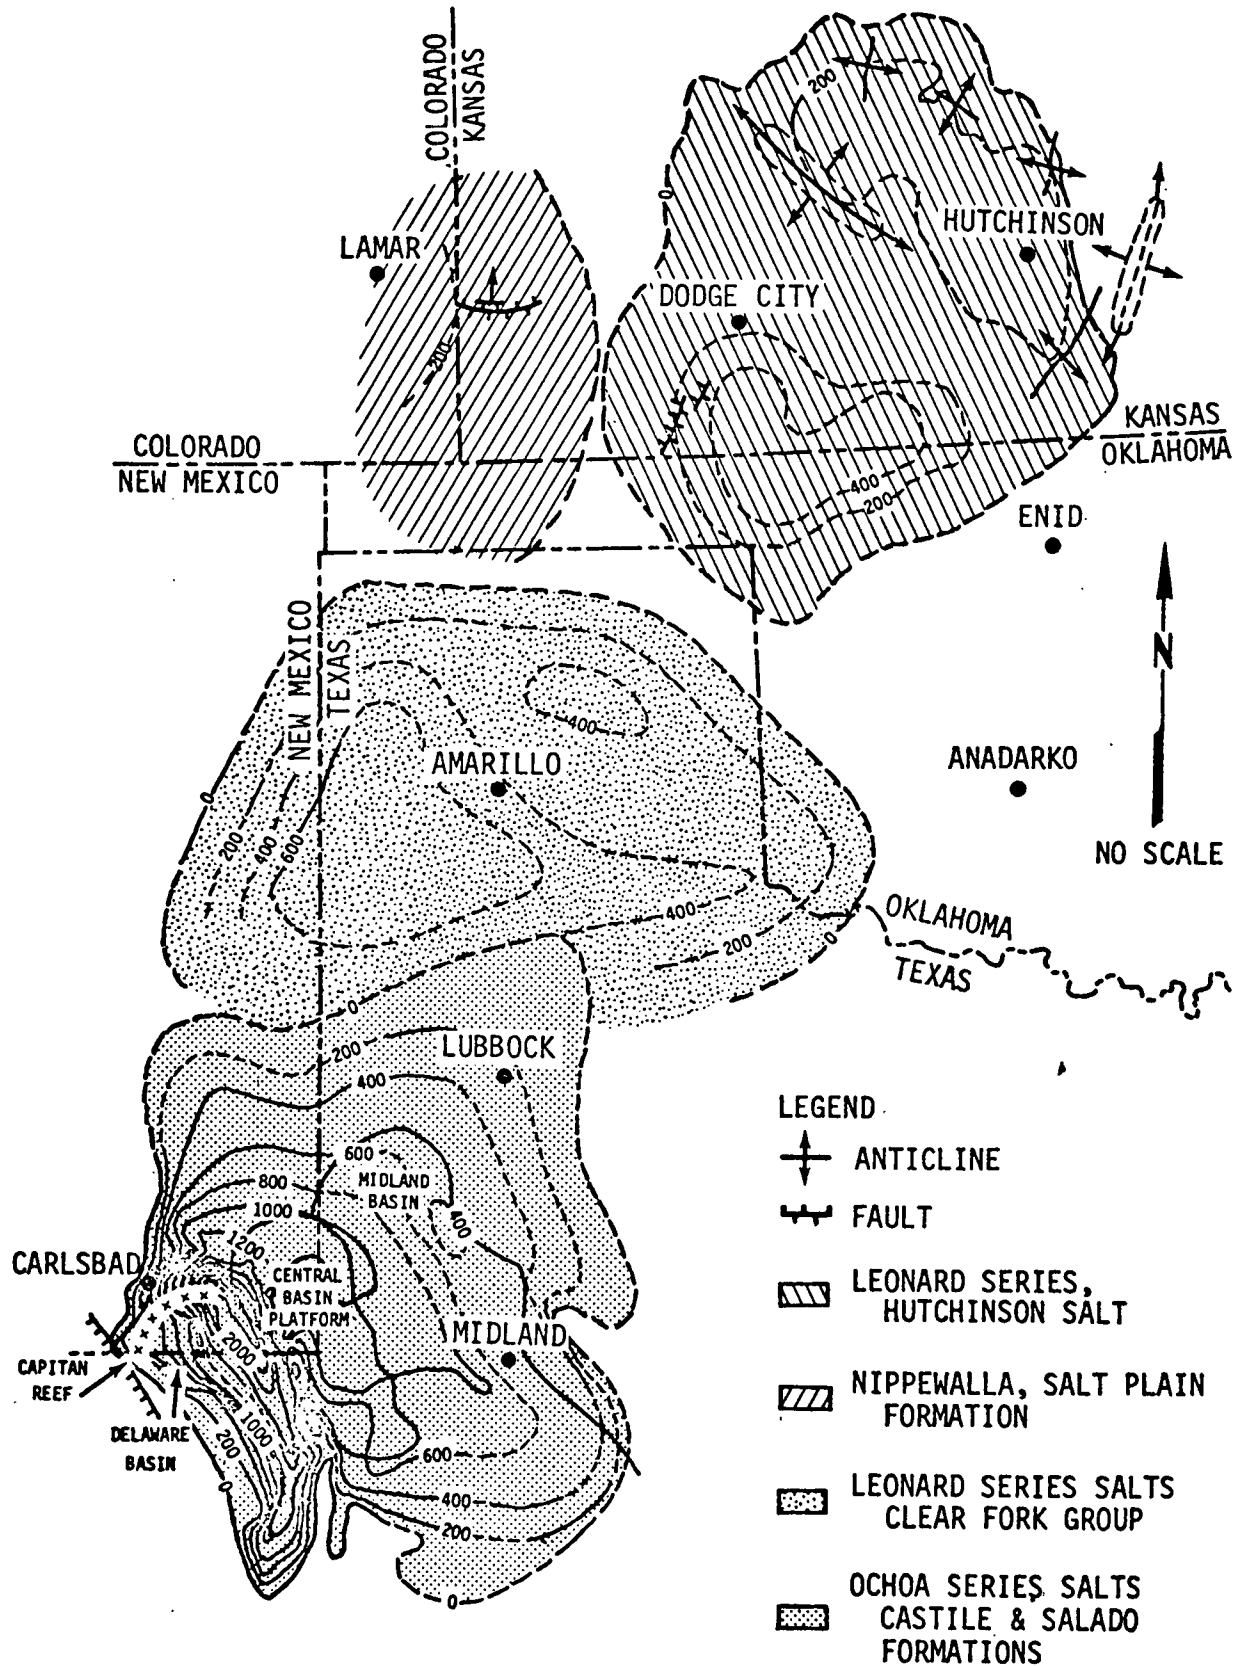 COLORADO
KANSAS
200
0
LAMAR
HUTCHINSON
DODGE CITY
200
COLORADO
NEW MEXICO
KANSAS
OKLAHOMA
400
200
ENID
NEW MEXICO
TEXAS
N
400
AMARILLO
ANADARKO
0
200
400
600
NO SCALE
400
200
0
OKLAHOMA
TEXAS
0
200
LUBBOCK
400
LEGEND
ANTICLINE
FAULT
LEONARD SERIES,
HUTCHINSON SALT
NIPPEWALLA, SALT PLAIN
FORMATION
LEONARD SERIES SALTS
CLEAR FORK GROUP
OCHOA SERIES SALTS
CASTILE & SALADO
FORMATIONS
600
800
MIDLAND
BASIN
1000
400
1200
CARLSBAD
CENTRAL
BASIN
PLATFORM
MIDLAND
2000
CAPITAN
REEF
DELAWARE
BASIN
1000
200
0
600
400
200
0